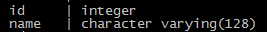 id | integer
name | character varying(128)